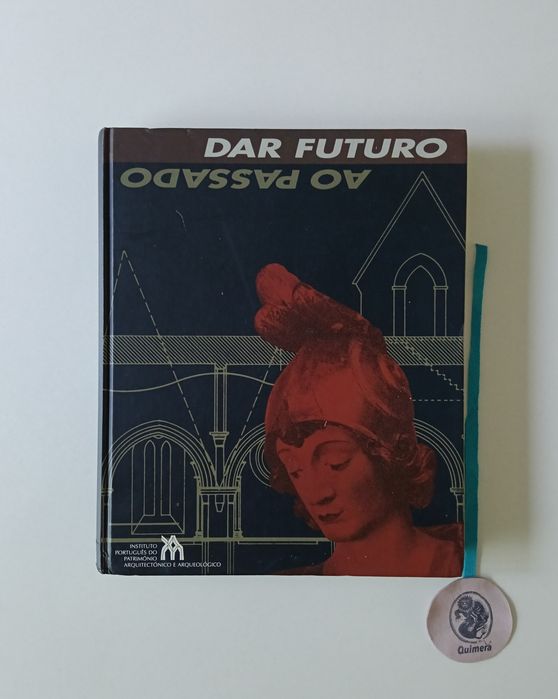 DAR FUTURO
AO PASSADO
INSTITUTO
PORTUGUÊS DO
PATRIMÓNIO
ARQUITECTÓNICO E ARQUEOLÓGICO
Quimera